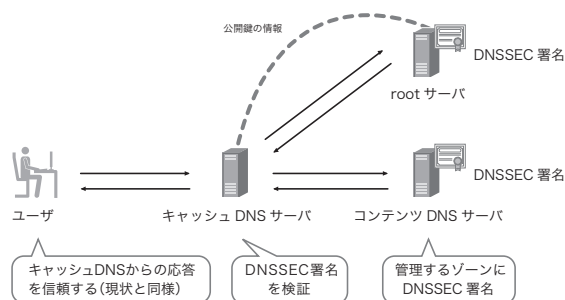 公開鍵の情報
DNSSEC 署名
root サーバ
DNSSEC 署名
ユーザ
キャッシュ DNS サーバ
コンテンツ DNS サーバ
キャッシュDNSからの応答
を信頼する(現状と同様)
DNSSEC署名
を検証
管理するゾーンに
DNSSEC 署名